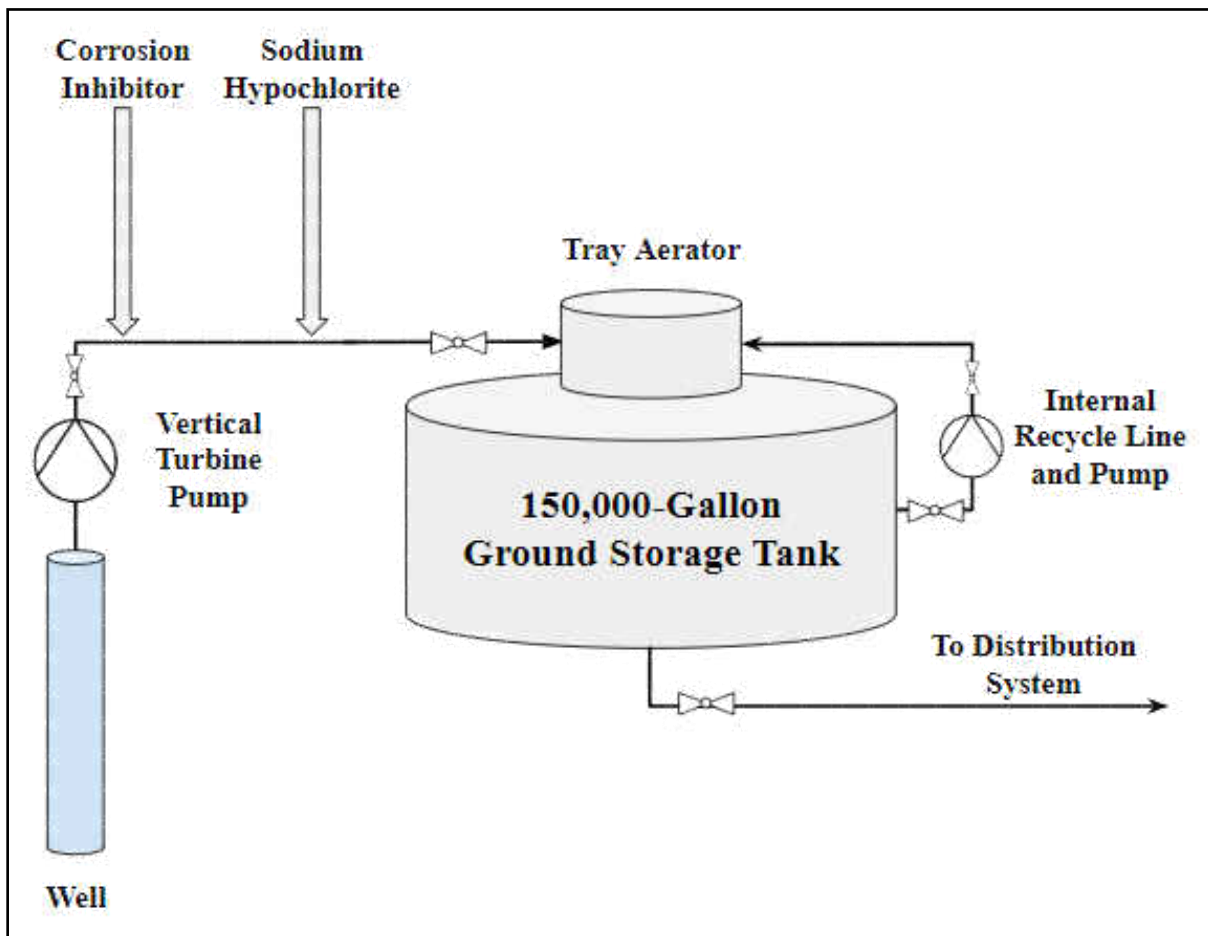 Corrosion
Inhibitor
Sodium
Hypochlorite
Tray Aerator
Vertical
Turbine
Pump
Internal
Recycle Line
and Pump
150,000-Gallon
Ground Storage Tank
To Distribution
System
Well